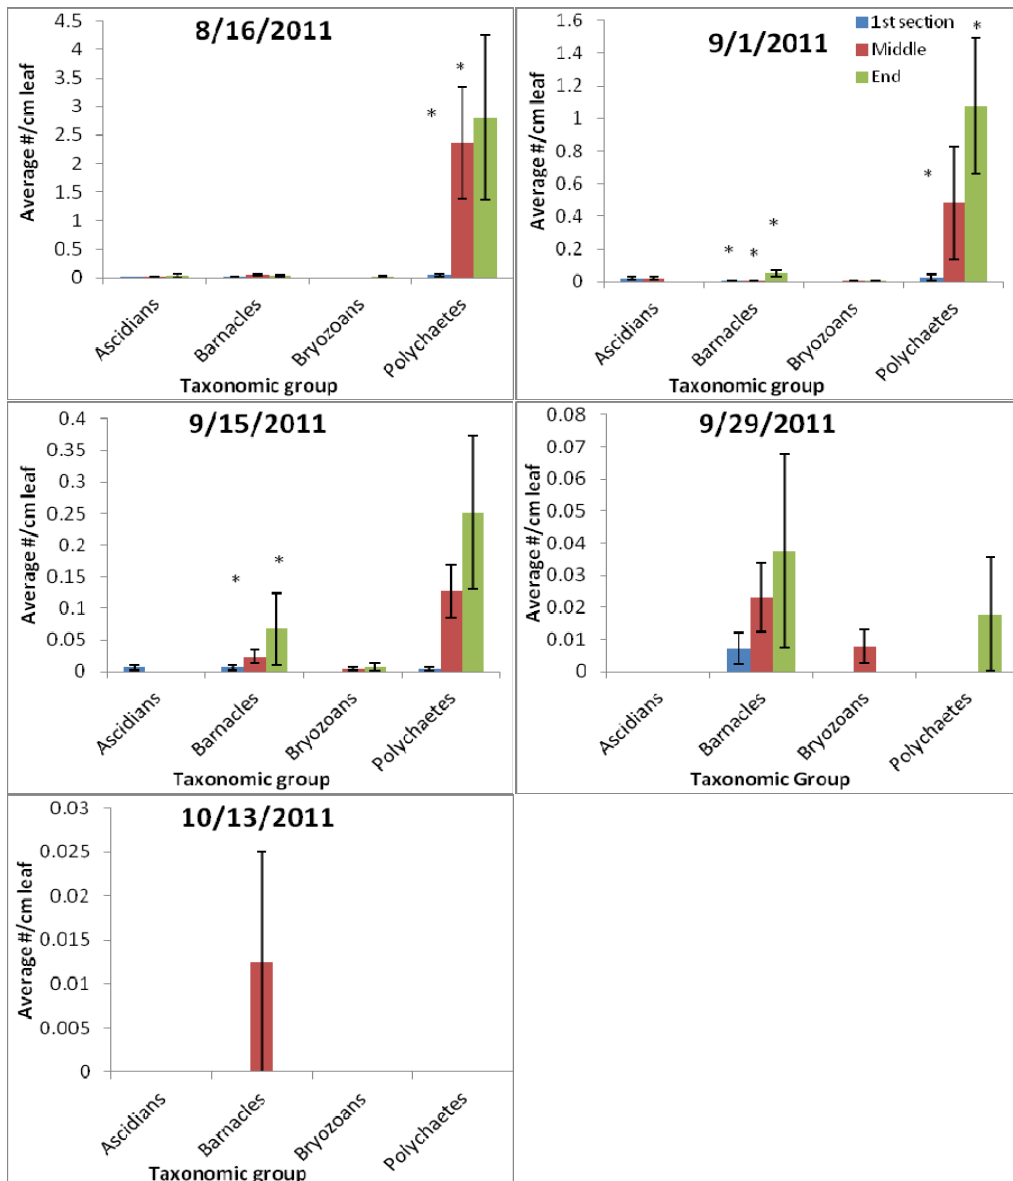 8/16/2011
Average #/cm leaf
4.5
4
3.5
3
2.5
2
1.5
1
0.5
0
*
*
Ascidians
Barnacles
Bryozoans
Polychaetes
Taxonomic group
9/1/2011
1st section
Middle
End
Average #/cm leaf
1.6
1.4
1.2
1
0.8
0.6
0.4
0.2
0
*
*
*
*
*
Ascidians
Barnacles
Bryozoans
Polychaetes
Taxonomic group
9/15/2011
Average #/cm leaf
0.4
0.35
0.3
0.25
0.2
0.15
0.1
0.05
0
*
*
Ascidians
Barnacles
Bryozoans
Polychaetes
Taxonomic group
9/29/2011
Average #/cm leaf
0.08
0.07
0.06
0.05
0.04
0.03
0.02
0.01
0
Ascidians
Barnacles
Bryozoans
Polychaetes
Taxonomic Group
10/13/2011
Average #/cm leaf
0.03
0.025
0.02
0.015
0.01
0.005
0
Ascidians
Barnacles
Bryozoans
Polychaetes
Taxonomic group